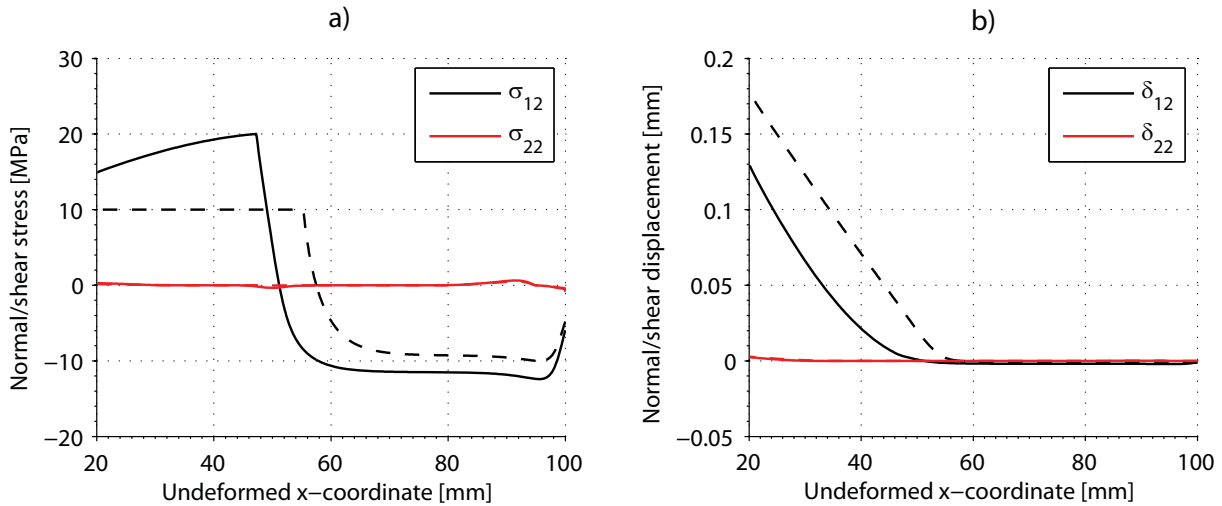 a)
30
20
10
0
−10
−20
20
40
60
80
100
Normal/shear stress [MPa]
Undeformed x−coordinate [mm]
σ12
σ22
b)
0.2
0.15
0.1
0.05
0
−0.05
20
40
60
80
100
Normal/shear displacement [mm]
Undeformed x−coordinate [mm]
δ12
δ22